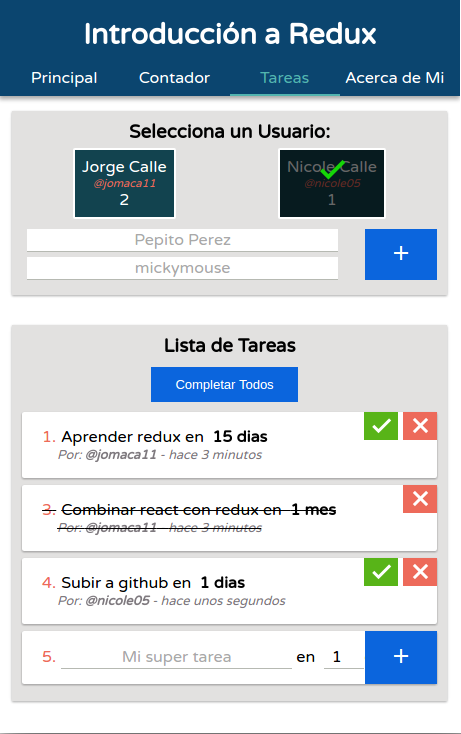 Introducción a Redux
Principal Contador Tareas Acerca de Mi
Selecciona un Usuario:
Jorge Calle
@jomaca11
2
Nicole Calle
@nicole05
1
Pepito Perez
mickymouse
+
Lista de Tareas
Completar Todos
1. Aprender redux en 15 dias
Por: @jomaca11 - hace 3 minutos
3. Combinar react con redux en 1 mes
Por: @jomaca11 - hace 3 minutos
4. Subir a github en 1 dias
Por: @nicole05 - hace unos segundos
5. Mi super tarea en 1 +